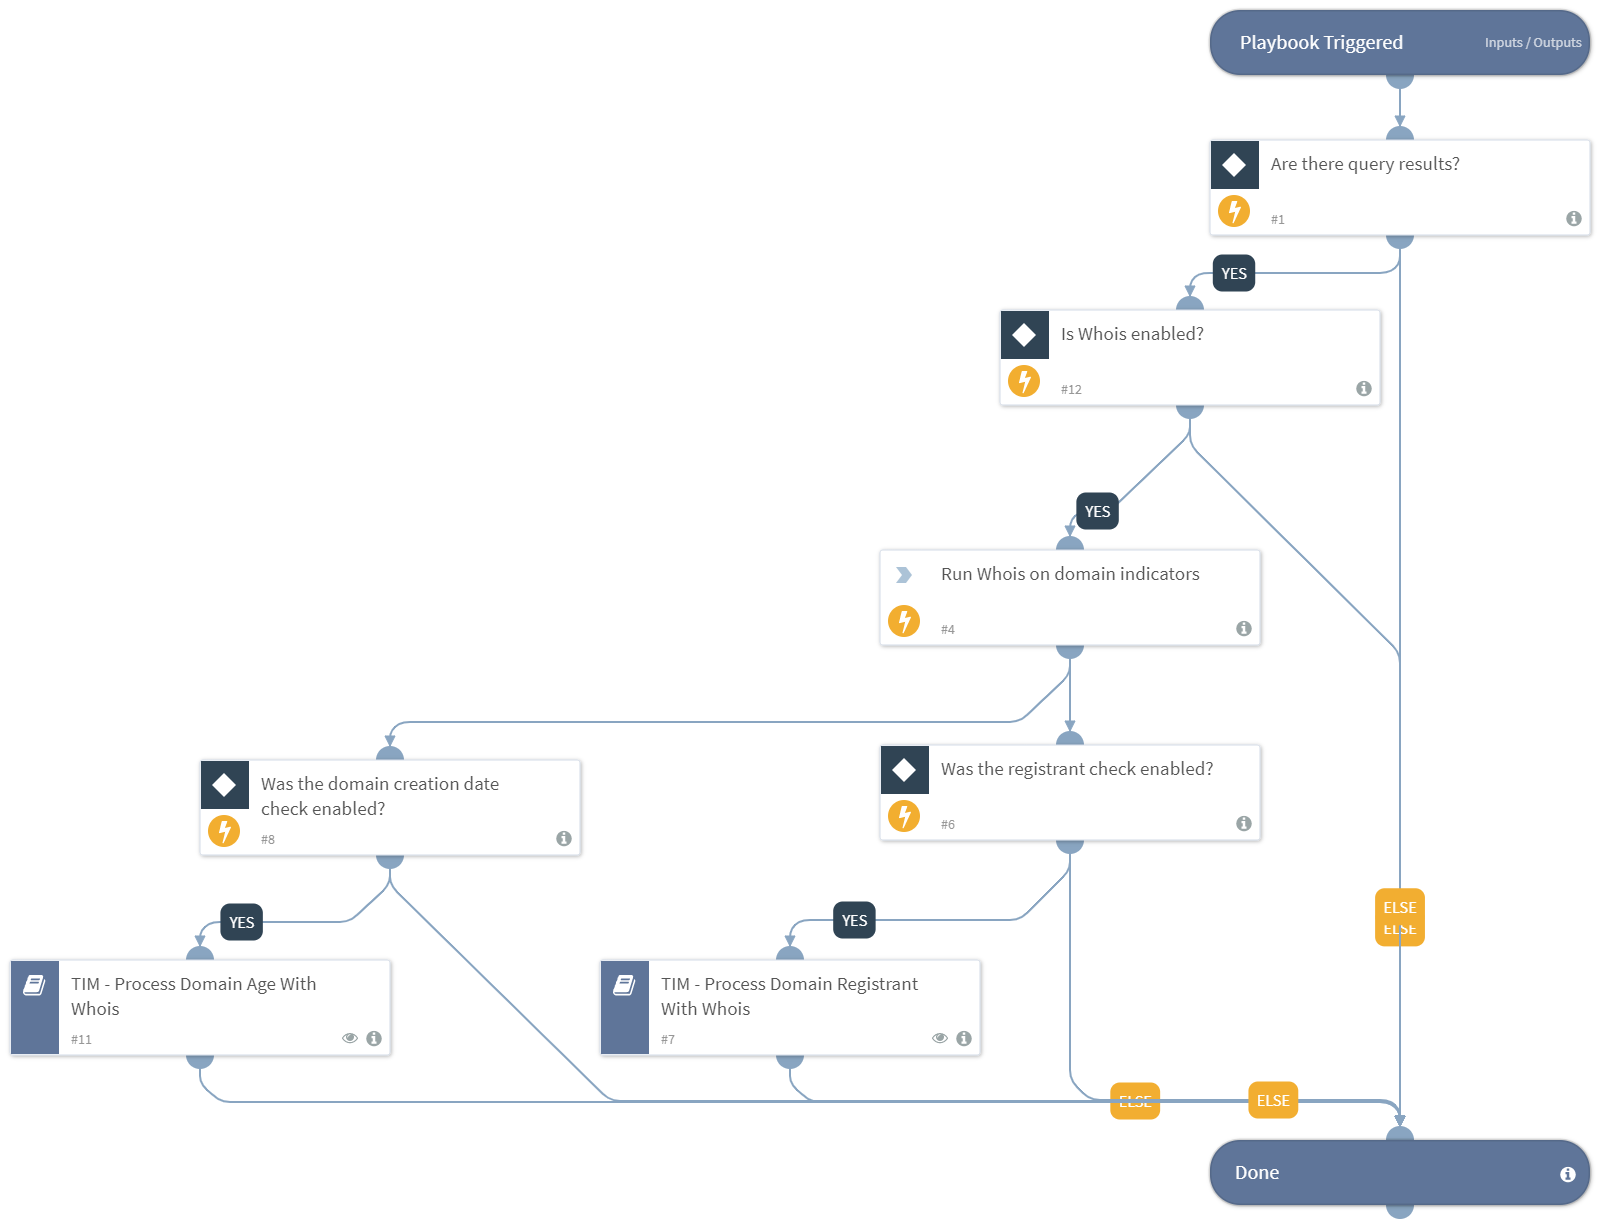 Playbook Triggered
Inputs / Outputs
Are there query results?
#1
YES
Is Whois enabled?
#12
YES
Run Whois on domain indicators
#4
Was the domain creation date
check enabled?
#8
Was the registrant check enabled?
#6
ELSE
ELSE
YES
YES
TIM - Process Domain Age With
Whois
#11
TIM - Process Domain Registrant
With Whois
#7
ELSE
ELSE
Done